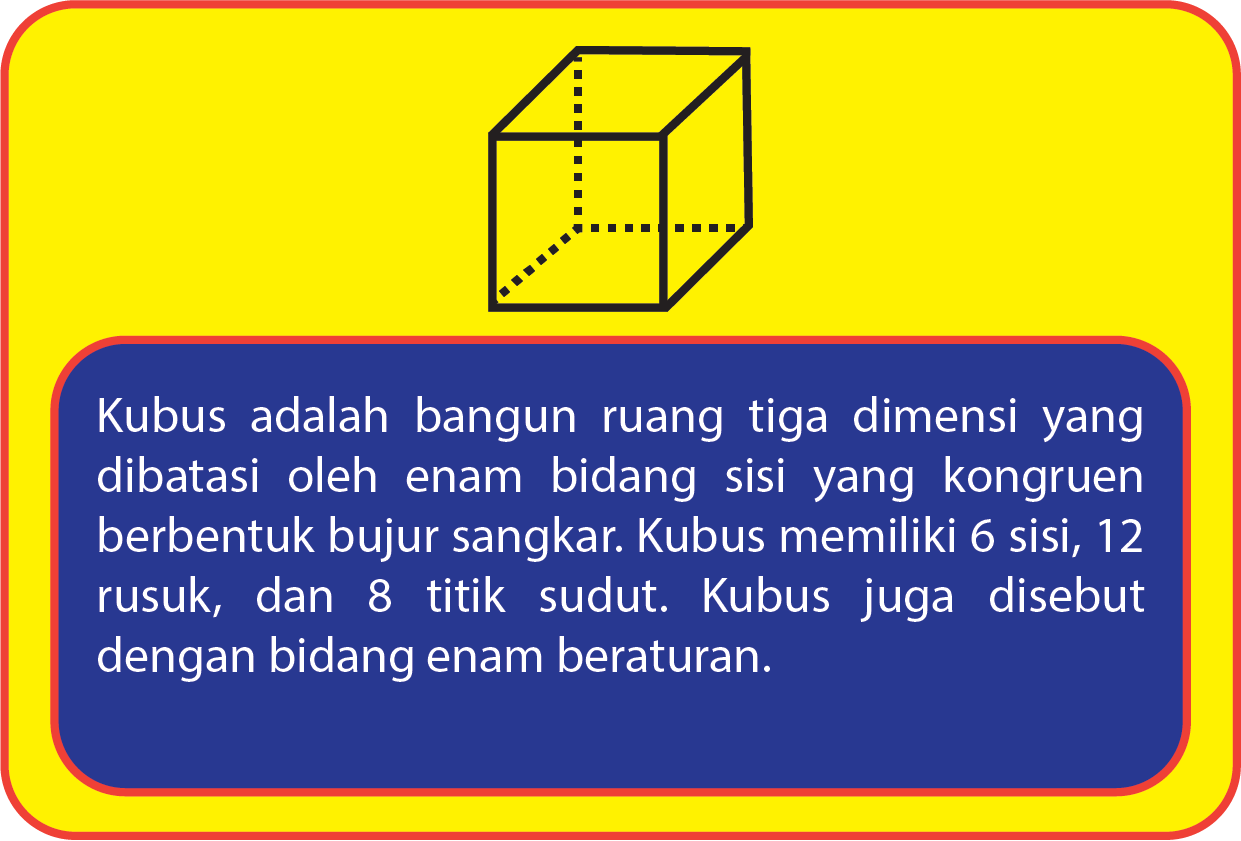 Kubus adalah bangun ruang tiga dimensi yang
dibatasi oleh enam bidang sisi yang kongruen
berbentuk bujur sangkar. Kubus memiliki 6 sisi, 12
rusuk, dan 8 titik sudut. Kubus juga disebut
dengan bidang enam beraturan.